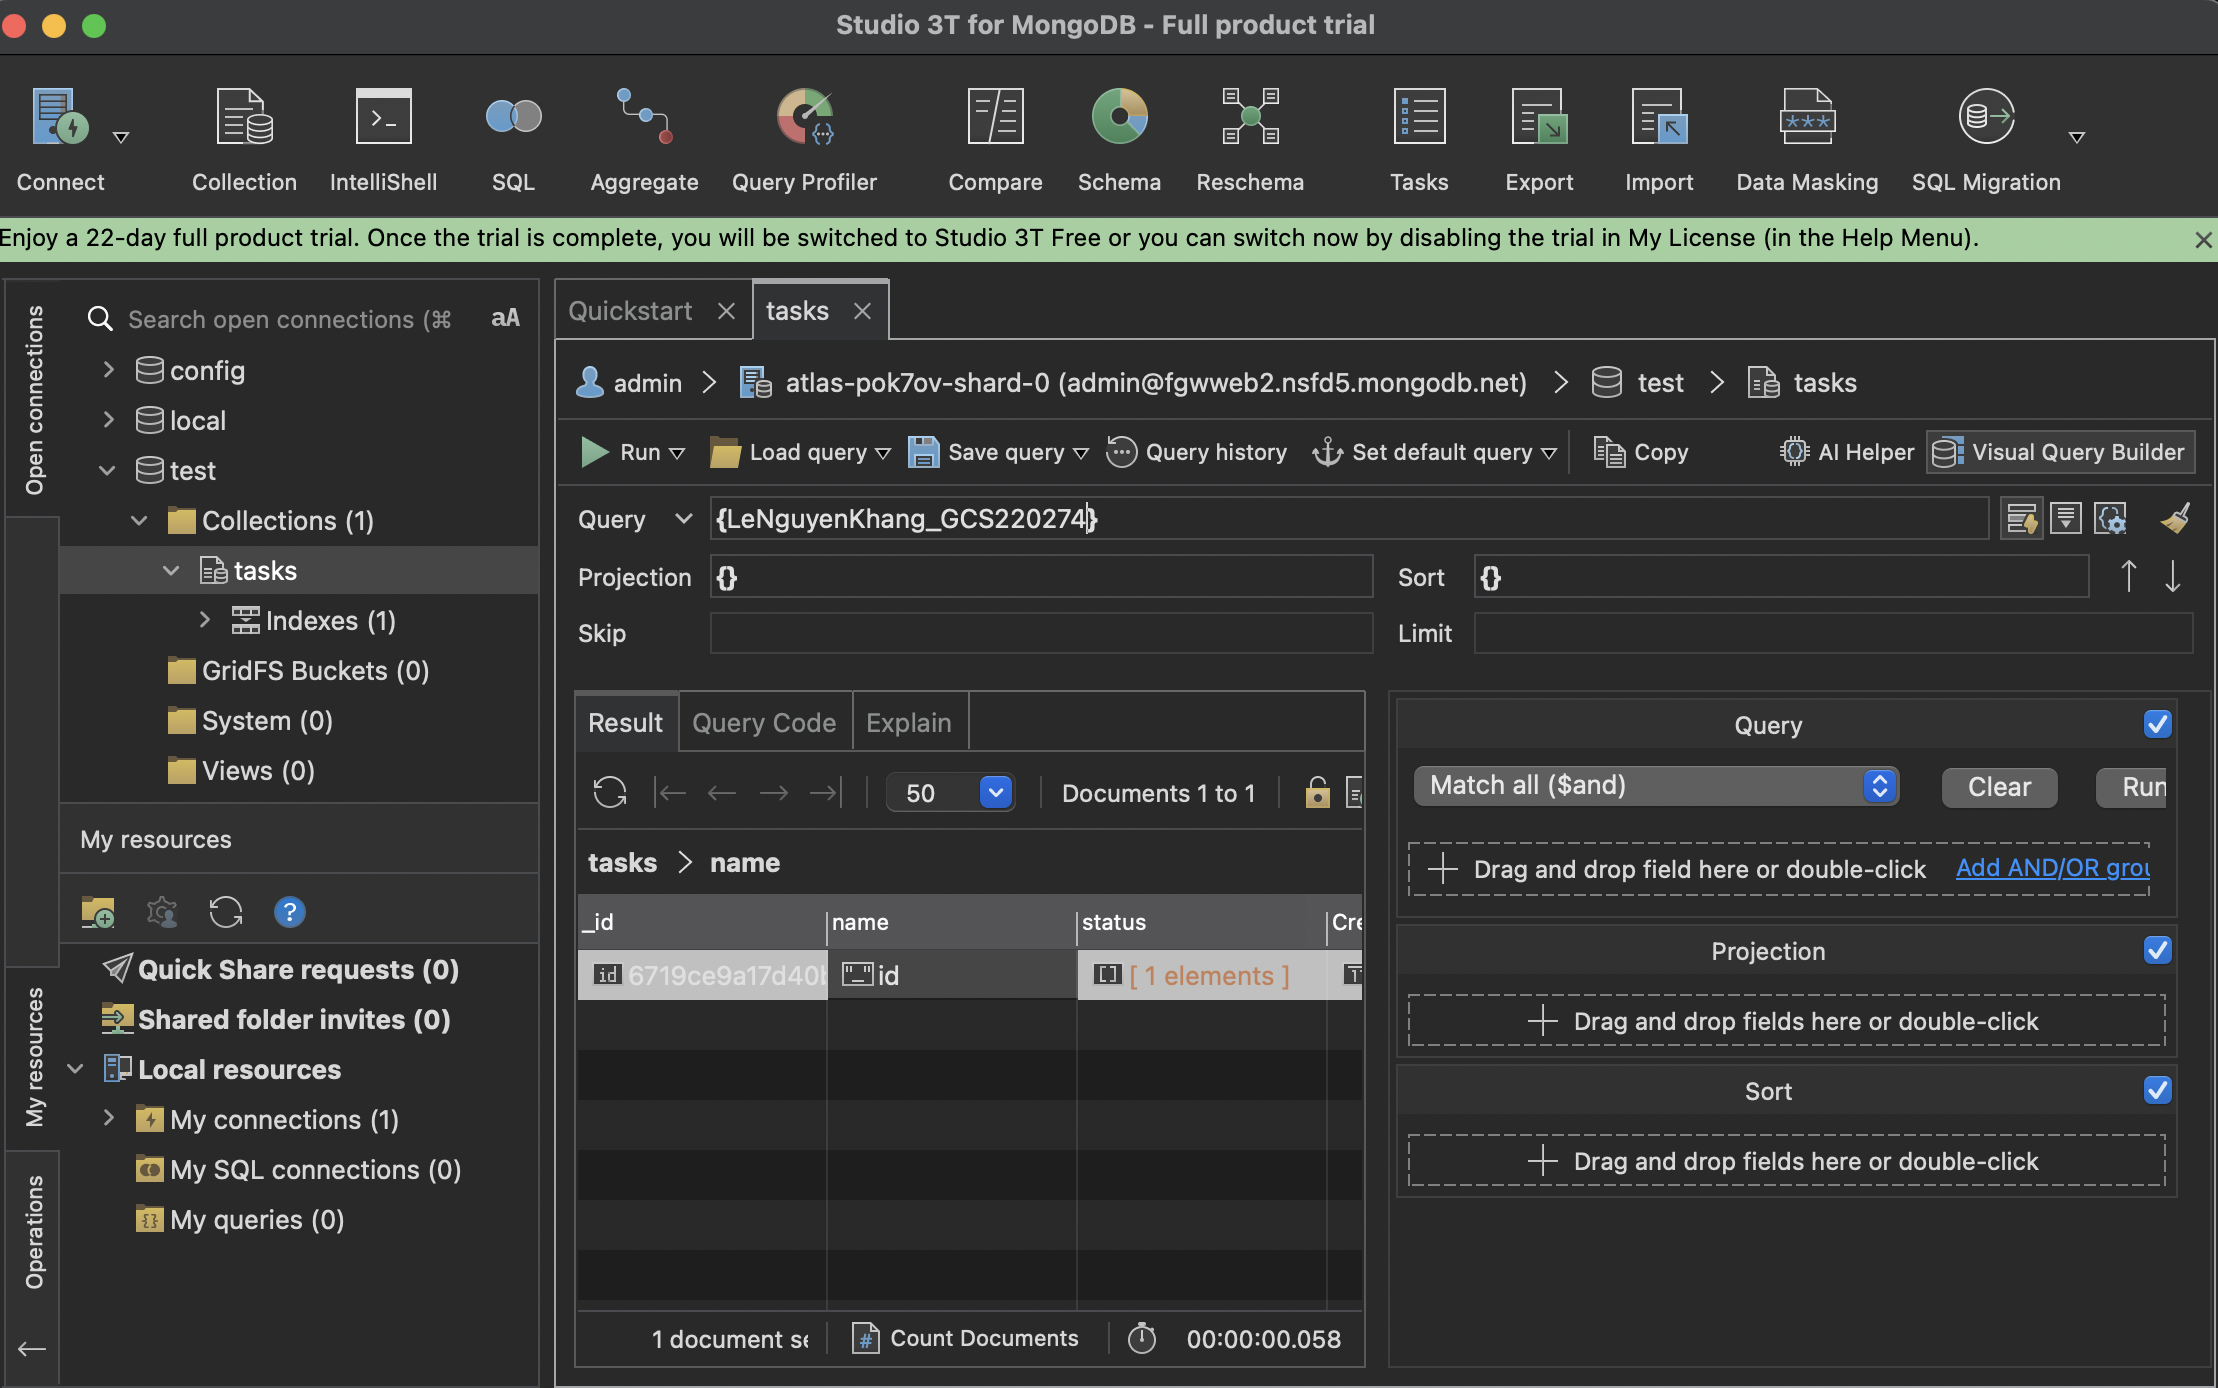 Studio 3T for MongoDB - Full product trial
Connect
Collection
IntelliShell
SQL
Aggregate
Query Profiler
Compare
Schema
Reschema
Tasks
Export
Import
Data Masking
SQL Migration
Enjoy a 22-day full product trial. Once the trial is complete, you will be switched to Studio 3T Free or you can switch now by disabling the trial in My License (in the Help Menu).
Open connections
Search open connections (⌘
aA
config
local
test
Collections (1)
tasks
Indexes (1)
GridFS Buckets (0)
System (0)
Views (0)
My resources
My resources
Quick Share requests (0)
Shared folder invites (0)
Local resources
My connections (1)
My SQL connections (0)
My queries (0)
Operations
Quickstart
tasks
admin
atlas-pok7ov-shard-0 (admin@fgwweb2.nsfd5.mongodb.net)
test
tasks
Run
Load query
Save query
Query history
Set default query
Copy
AI Helper
Visual Query Builder
Query
{LeNguyenKhang_GCS220274}
Projection
{}
Sort
{}
Skip
Limit
Result
Query Code
Explain
50
Documents 1 to 1
tasks > name
_id
name
status
Cre
6719ce9a17d40b
id
[ 1 elements ]
1 document se
Count Documents
00:00:00.058
Query
Match all ($and)
Clear
Run
Drag and drop field here or double-click
Add AND/OR grou
Projection
Drag and drop fields here or double-click
Sort
Drag and drop fields here or double-click